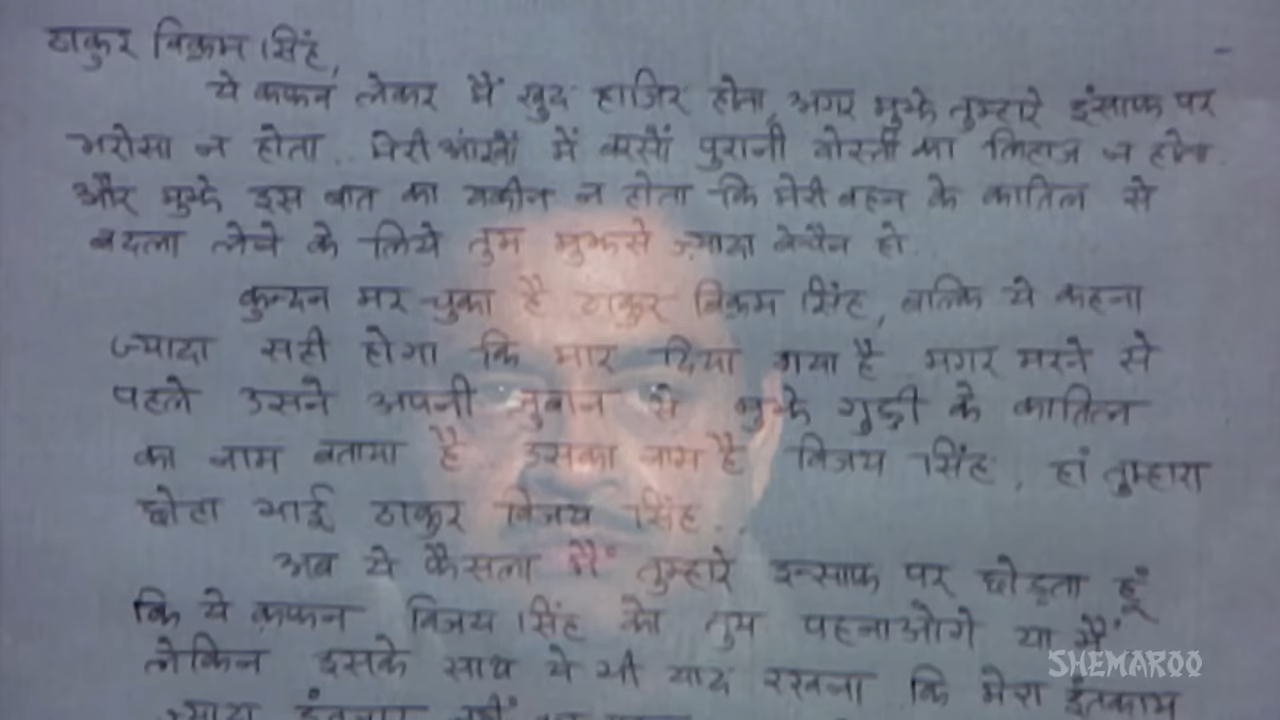 ठाकुर विक्रम सिंह,
ये कफन लेकर मैं खुद हाजिर होता, अगर मुझे तुम्हारे इंसाफ पर
भरोसा न होता. मेरी आंखों में बरसों पुरानी दोस्ती का लिहाज न होता.
और मुझे इस बात का यकीन न होता कि मेरी बहन के कातिल से
बदला लेने के लिये तुम मुझसे ज्यादा बेचैन हो.
कुन्दन मर चुका है ठाकुर विक्रम सिंह, बल्कि ये कहना
ज्यादा सही होगा कि मार दिया गया है मगर मरने से
पहले उसने अपनी जुबान से मुझे गुड्डी के कातिल
का नाम बताया है उसका नाम है विजय सिंह, हां तुम्हारा
छोटा भाई ठाकुर विजय सिंह..
अब ये फैसला मैं तुम्हारे इन्साफ पर छोड़ता हूँ
कि ये कफन विजय सिंह को तुम पहनाओगे या मैं
लेकिन इसके साथ ये भी याद रखना कि मेरा इंतकाम
ज्यादा इंतजार नहीं
SHEMAROO